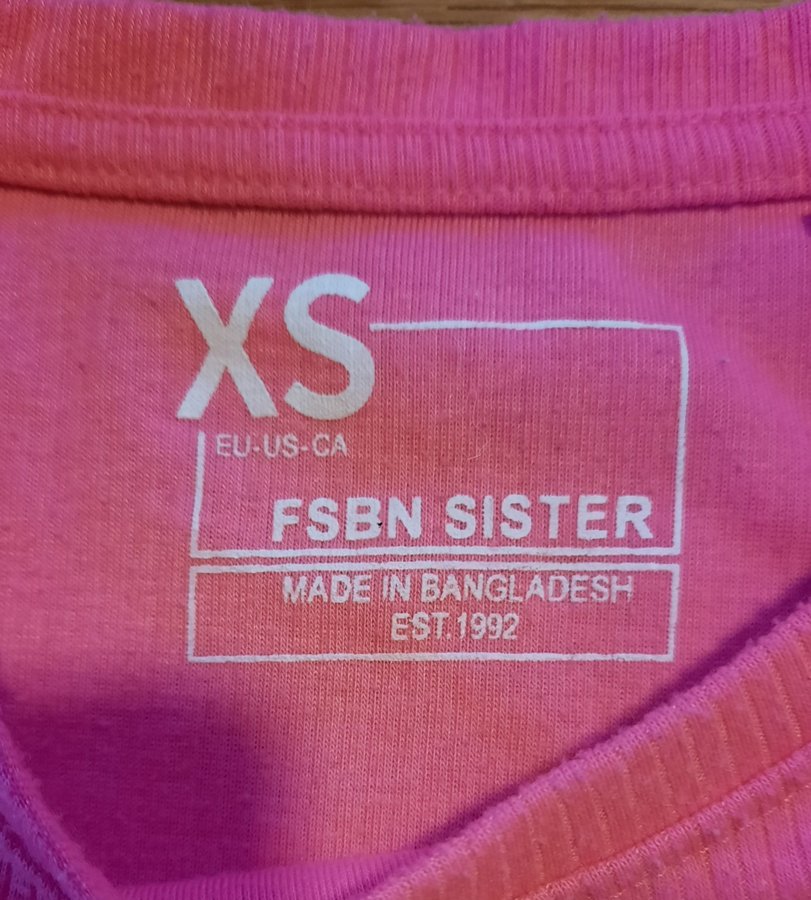 XS
EU-US-CA
FSBN SISTER
MADE IN BANGLADESH
EST.1992